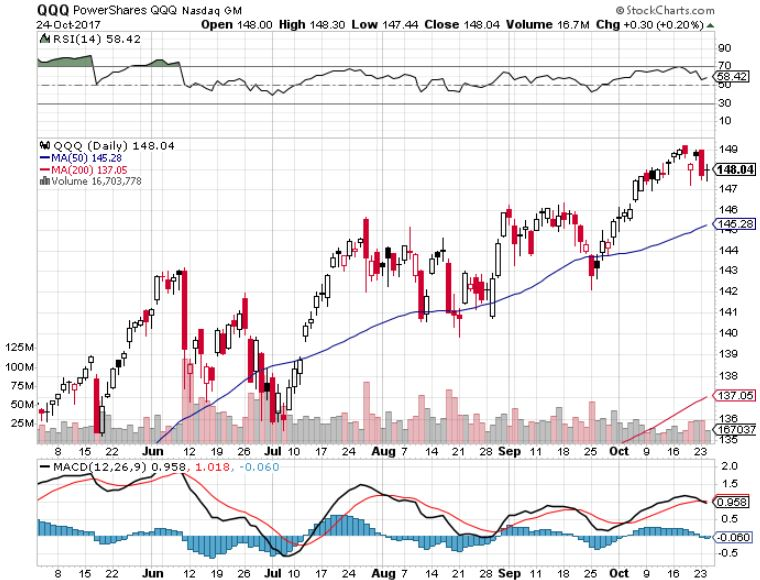 QQQ PowerShares QQQ Nasdaq GM
© StockCharts.com
24-Oct-2017
Open 148.00 High 148.30 Low 147.44 Close 148.04 Volume 16.7M Chg +0.30 (+0.20%)
RSI(14) 58.42
90
70
58.42
50
30
10
QQQ (Daily) 148.04
MA(50) 145.28
MA(200) 137.05
Volume 16,703,778
149
148.04
147
146
145.28
144
143
142
141
140
139
138
137.05
136
135
125M
100M
75M
50M
25M
8 15 22 Jun 12 19 26 Jul 10 17 24 Aug 7 14 21 28 Sep 11 18 25 Oct 9 16 23
MACD(12,26,9) 0.958, 1.018, -0.060
2.0
1.5
0.958
0.5
-0.060
-0.5
8 15 22 Jun 12 19 26 Jul 10 17 24 Aug 7 14 21 28 Sep 11 18 25 Oct 9 16 23